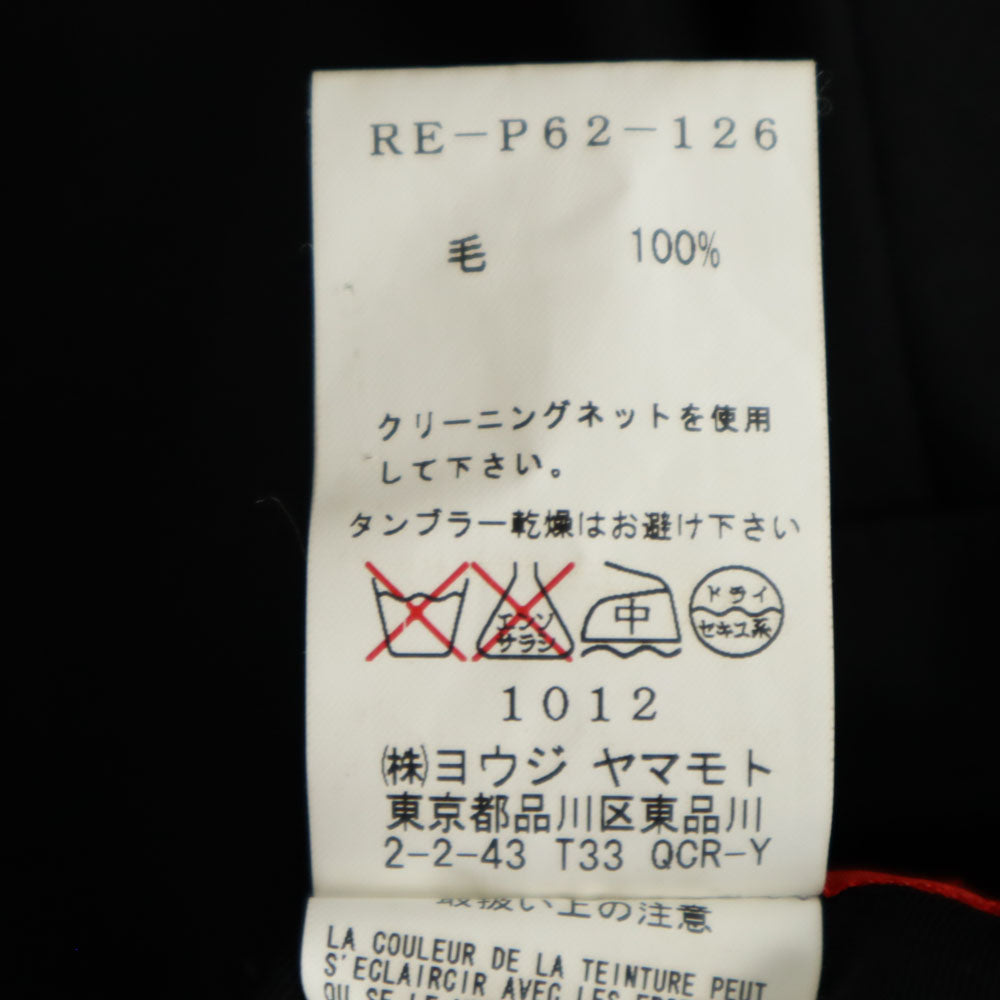 RE-P62-126
毛 100%
クリーニングネットを使用
して下さい。
タンブラー乾燥はお避け下さい
エンソ
サラシ
中
ドライ
セキユ系
1012
㈱ヨウジ ヤマモト
東京都品川区東品川
2-2-43 T33 QCR-Y
取扱い上の注意
LA COULEUR DE LA TEINTURE PEUT
S'ECLAIRCIR AVEC LES